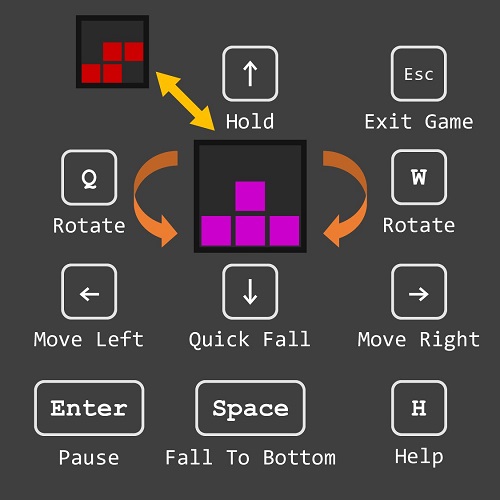 ↑
Esc
Hold
Exit Game
Q
W
Rotate
Rotate
←
↓
→
Move Left
Quick Fall
Move Right
Enter
Space
H
Pause
Fall To Bottom
Help